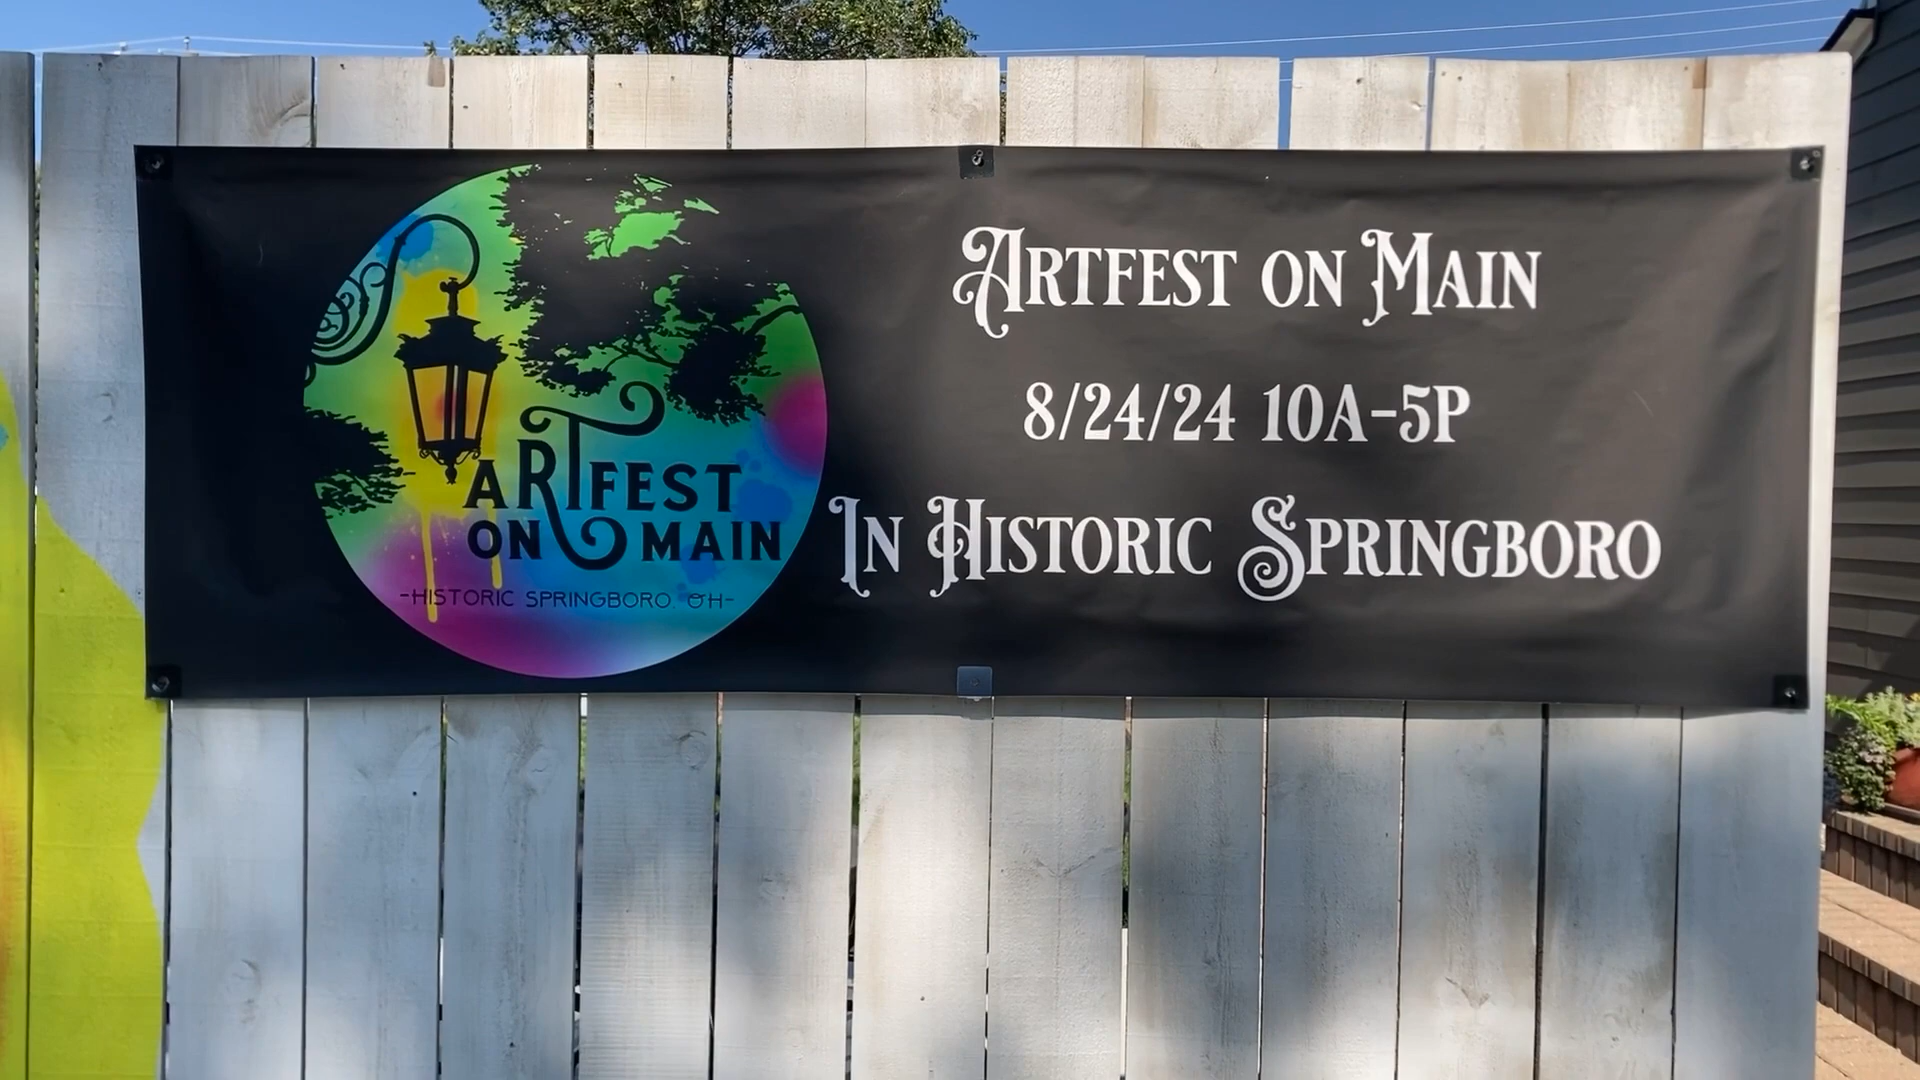 ARTFEST
ON MAIN
-HISTORIC SPRINGBORO, OH-
ARTFEST ON MAIN
8/24/24 10A-5P
IN HISTORIC SPRINGBORO